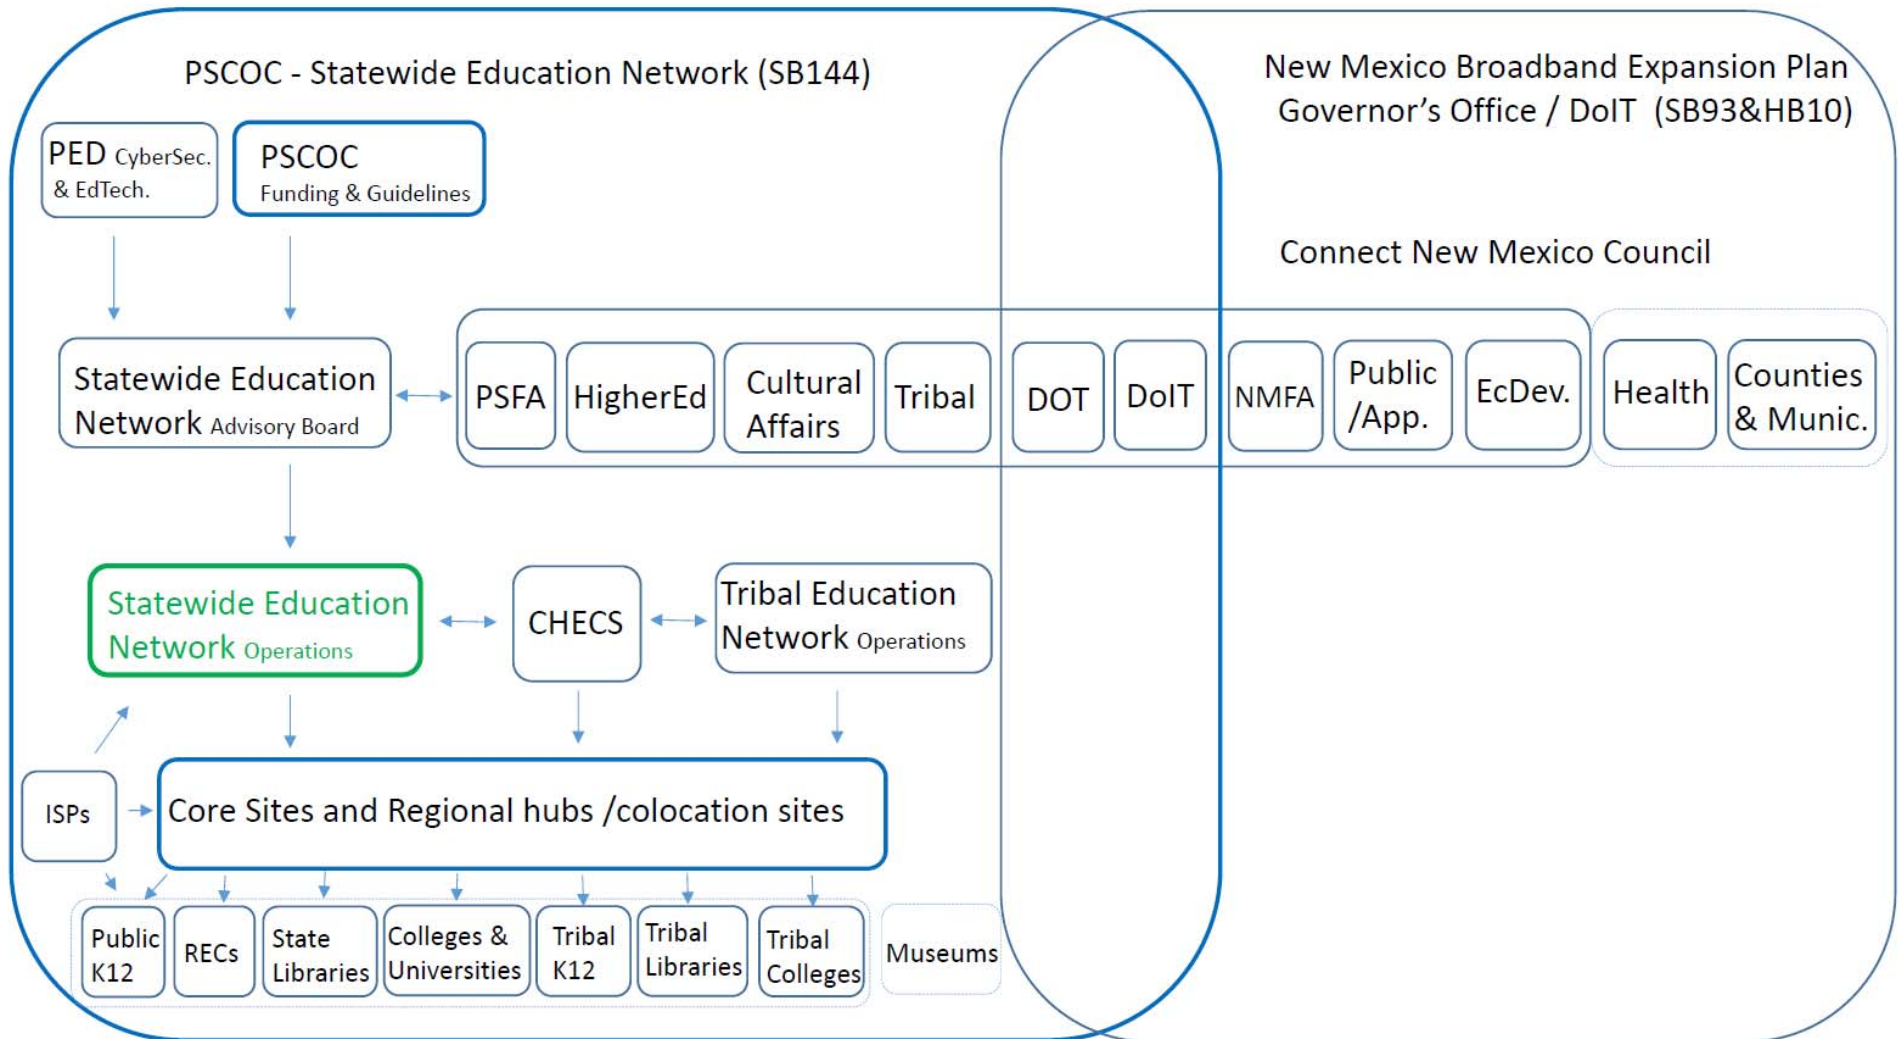 PSCOC - Statewide Education Network (SB144)
New Mexico Broadband Expansion Plan
Governor's Office / DoIT (SB93&HB10)
PED CyberSec.
& EdTech.
PSCOC
Funding & Guidelines
Connect New Mexico Council
Statewide Education
Network Advisory Board
PSFA
HigherEd
Cultural
Affairs
Tribal
DOT
DoIT
NMFA
Public
/App.
EcDev.
Health
Counties
& Munic.
Statewide Education
Network Operations
CHECS
Tribal Education
Network Operations
ISPs
Core Sites and Regional hubs /colocation sites
Public
K12
RECs
State
Libraries
Colleges &
Universities
Tribal
K12
Tribal
Libraries
Tribal
Colleges
Museums